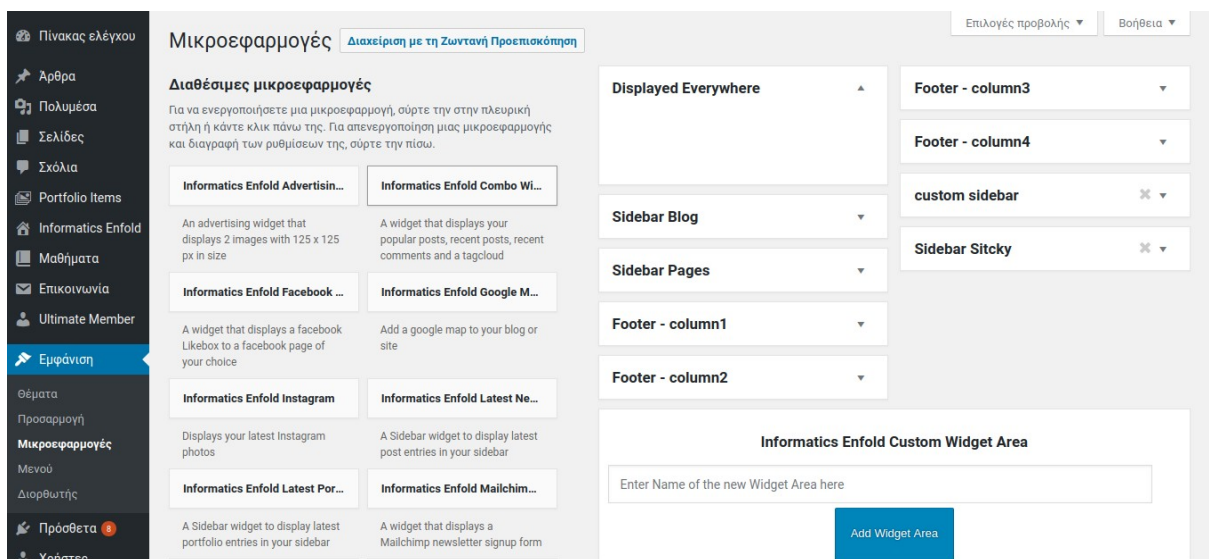 Επιλογές προβολής
Βοήθεια
Πίνακας ελέγχου
Άρθρα
Πολυμέσα
Σελίδες
Σχόλια
Portfolio Items
Informatics Enfold
Μαθήματα
Επικοινωνία
Ultimate Member
Εμφάνιση
Θέματα
Προσαρμογή
Μικροεφαρμογές
Μενού
Διορθωτής
Πρόσθετα 8
Χρήστες
Μικροεφαρμογές Διαχείριση με τη Ζωντανή Προεπισκόπηση
Διαθέσιμες μικροεφαρμογές
Για να ενεργοποιήσετε μια μικροεφαρμογή, σύρτε την στην πλευρική
στήλη ή κάντε κλικ πάνω της. Για απενεργοποίηση μιας μικροεφαρμογής
και διαγραφή των ρυθμίσεων της, σύρτε την πίσω.
Informatics Enfold Advertisin...
An advertising widget that
displays 2 images with 125 x 125
px in size
Informatics Enfold Combo Wi...
A widget that displays your
popular posts, recent posts, recent
comments and a tagcloud
Informatics Enfold Facebook ...
A widget that displays a facebook
Likebox to a facebook page of
your choice
Informatics Enfold Google M...
Add a google map to your blog or
site
Informatics Enfold Instagram
Displays your latest Instagram
photos
Informatics Enfold Latest Ne...
A Sidebar widget to display latest
post entries in your sidebar
Informatics Enfold Latest Por...
A Sidebar widget to display latest
portfolio entries in your sidebar
Informatics Enfold Mailchim...
A widget that displays a
Mailchimp newsletter signup form
Displayed Everywhere
Sidebar Blog
Sidebar Pages
Footer - column1
Footer - column2
Footer - column3
Footer - column4
custom sidebar
Sidebar Sitcky
Informatics Enfold Custom Widget Area
Enter Name of the new Widget Area here
Add Widget Area